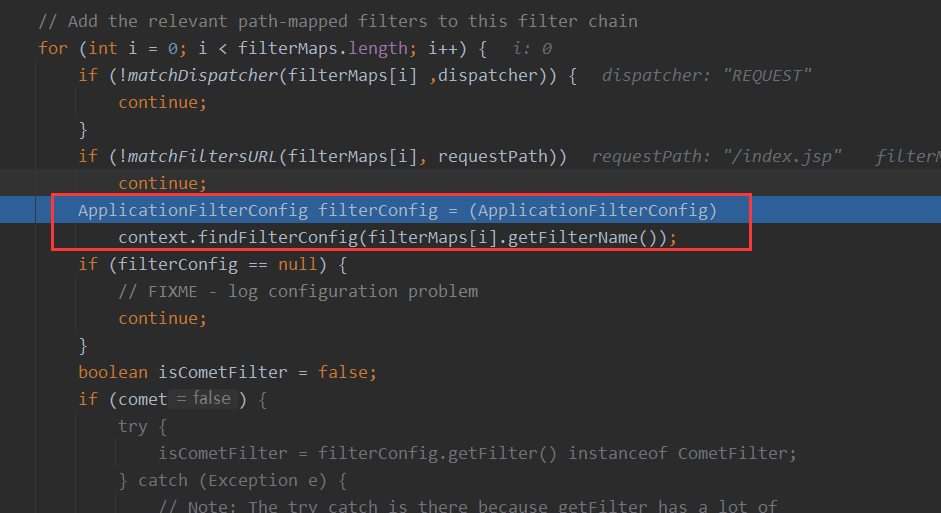 // Add the relevant path-mapped filters to this filter chain
for (int i = 0; i < filterMaps.length; i++) {   i: 0
    if (!matchDispatcher(filterMaps[i] ,dispatcher)) {   dispatcher: "REQUEST"
        continue;
    }
    if (!matchFiltersURL(filterMaps[i], requestPath))   requestPath: "/index.jsp"
        continue;
    ApplicationFilterConfig filterConfig = (ApplicationFilterConfig)
        context.findFilterConfig(filterMaps[i].getFilterName());
    if (filterConfig == null) {
        // FIXME - log configuration problem
        continue;
    }
    boolean isCometFilter = false;
    if (comet = false ) {
        try {
            isCometFilter = filterConfig.getFilter() instanceof CometFilter;
        } catch (Exception e) {
            // Note: The try catch is there because getFilter has a lot of